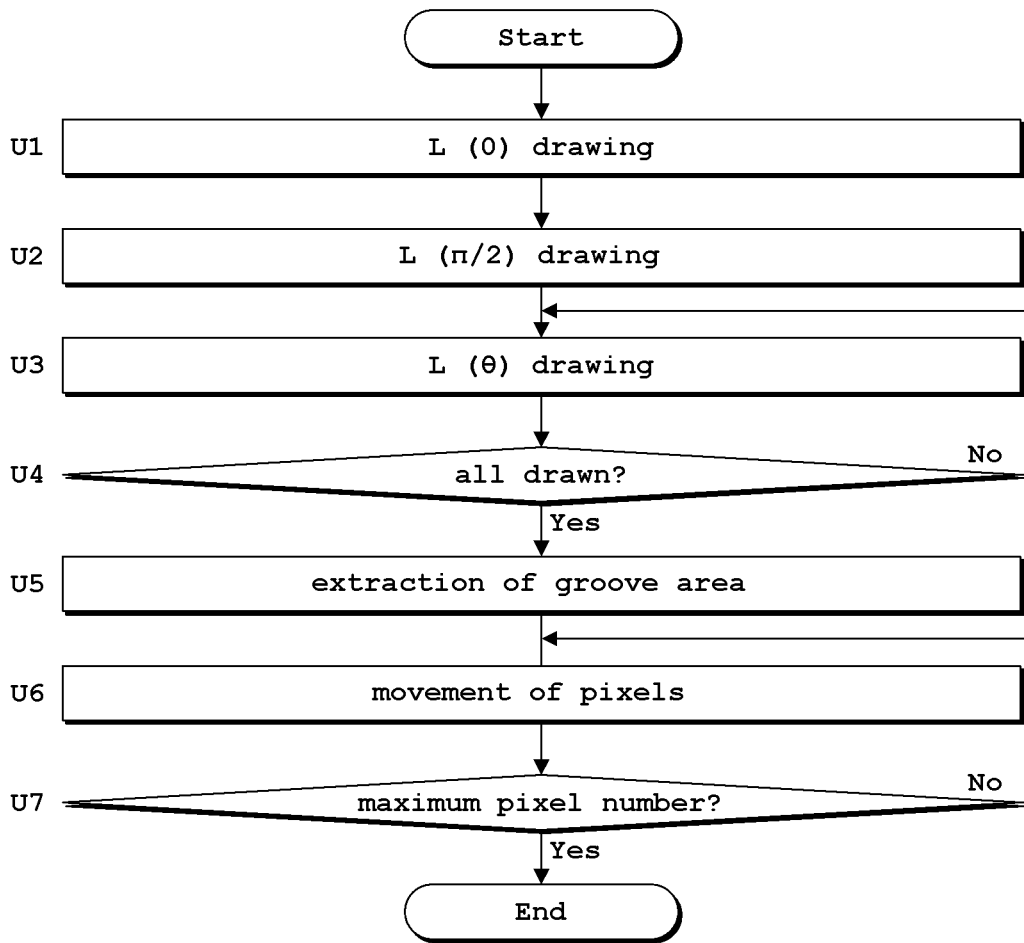 Start
U1 L (0) drawing
U2 L (π/2) drawing
U3 L (θ) drawing
No
U4 all drawn?
Yes
U5 extraction of groove area
U6 movement of pixels
No
U7 maximum pixel number?
Yes
End